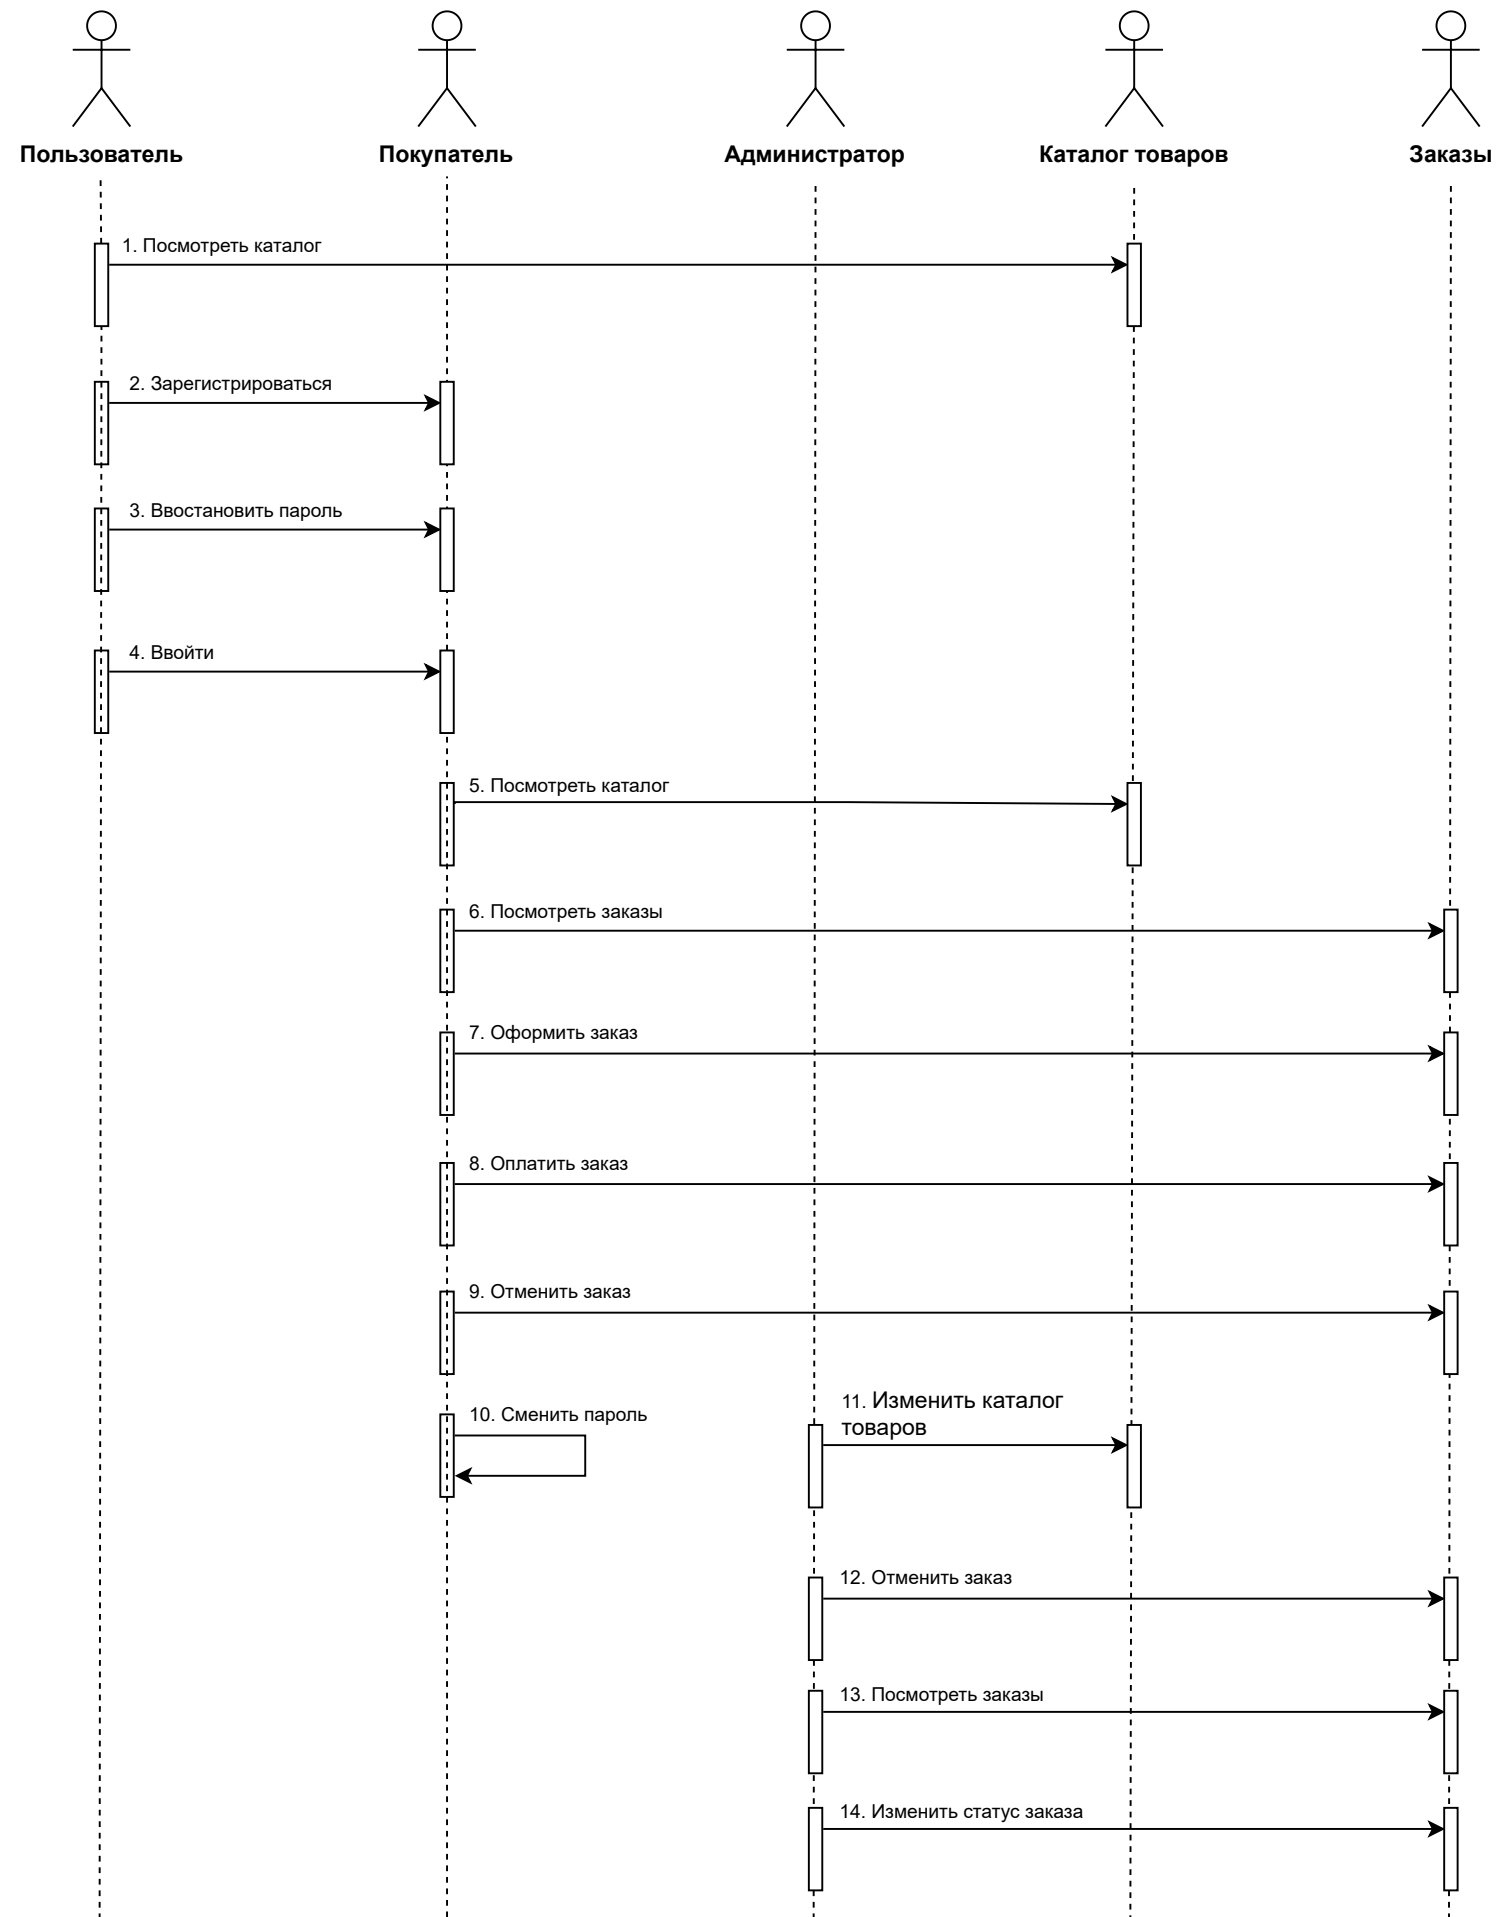 Пользователь
Покупатель
Администратор
Каталог товаров
Заказы
1. Посмотреть каталог
2. Зарегистрироваться
3. Ввостановить пароль
4. Ввойти
5. Посмотреть каталог
6. Посмотреть заказы
7. Оформить заказ
8. Оплатить заказ
9. Отменить заказ
10. Сменить пароль
11. Изменить каталог
товаров
12. Отменить заказ
13. Посмотреть заказы
14. Изменить статус заказа